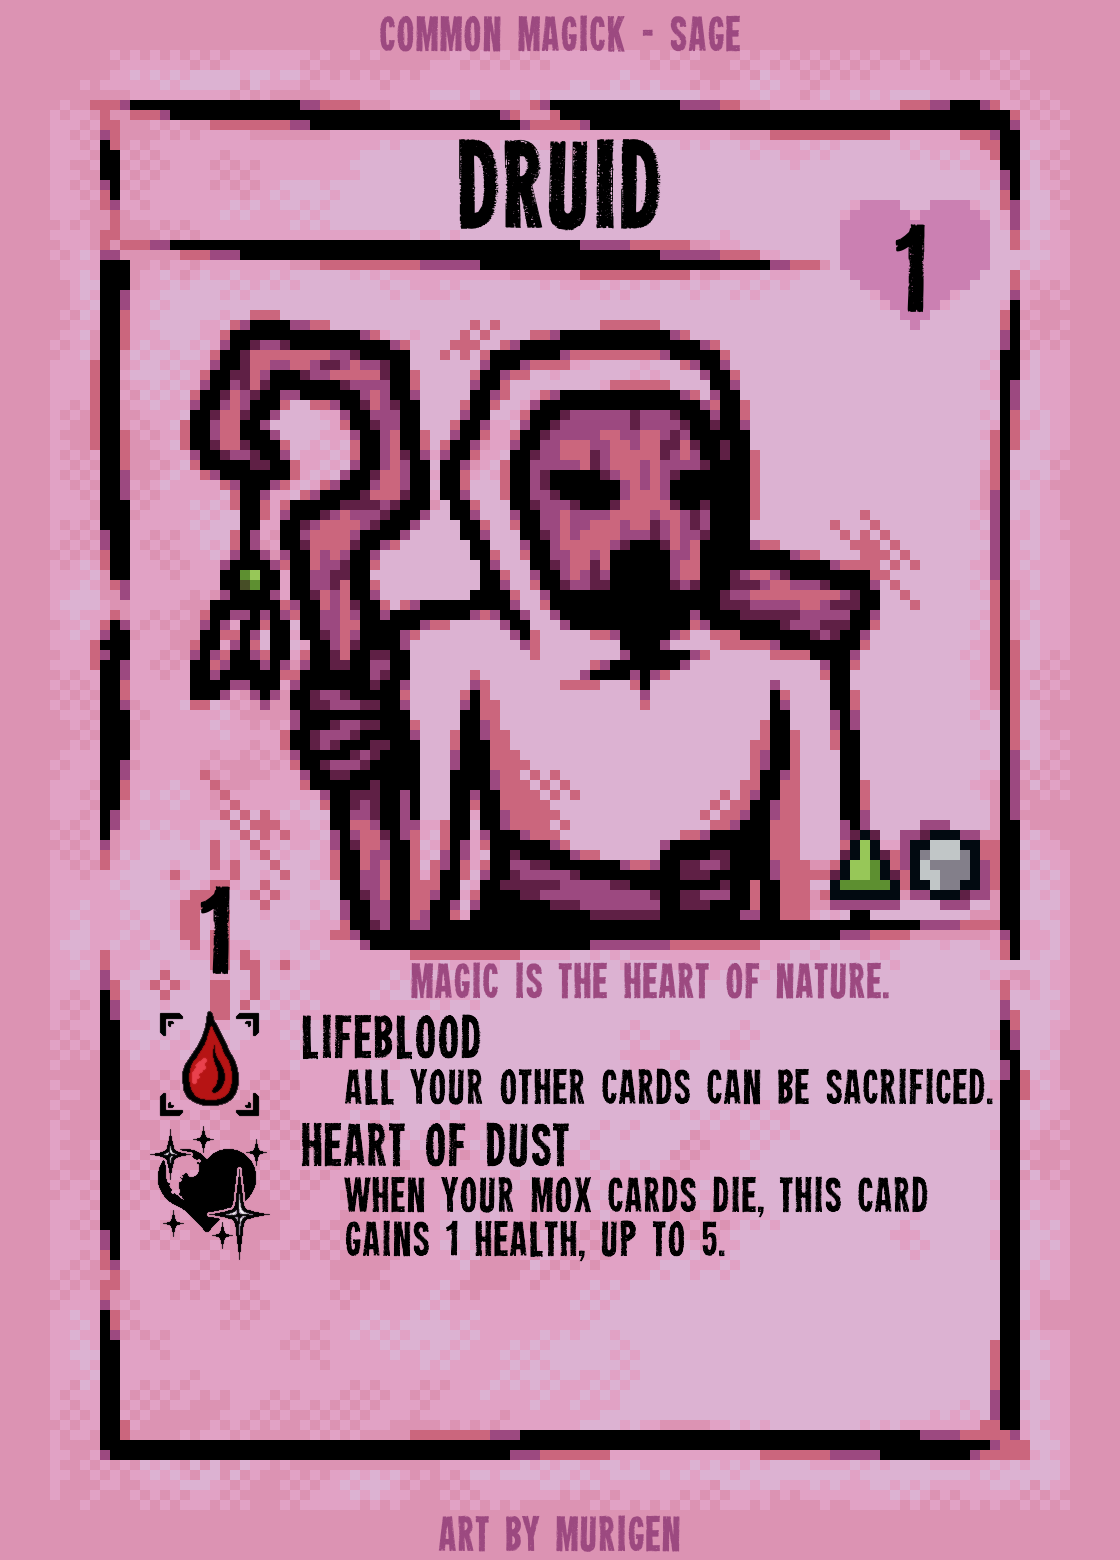 COMMON MAGICK - SAGE
DRUID
1
1
MAGIC IS THE HEART OF NATURE.
LIFEBLOOD
ALL YOUR OTHER CARDS CAN BE SACRIFICED.
HEART OF DUST
WHEN YOUR MOX CARDS DIE, THIS CARD
GAINS 1 HEALTH, UP TO 5.
ART BY MURIGEN